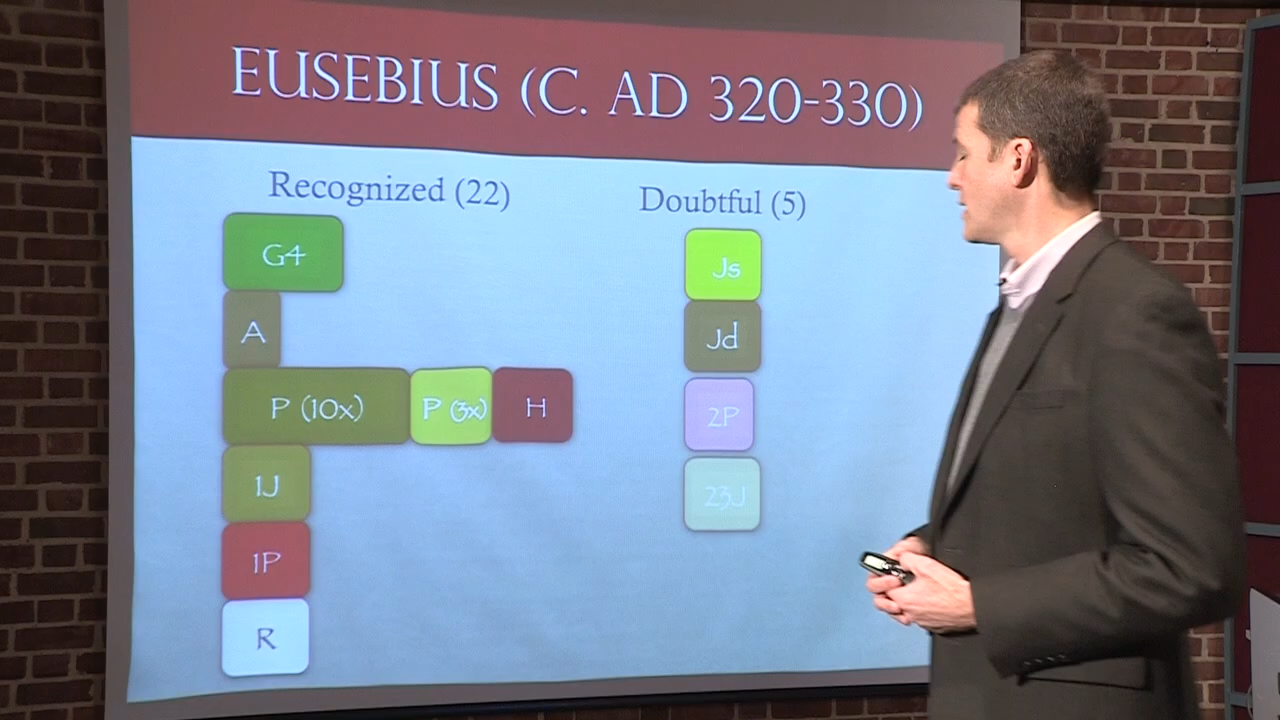 EUSEBIUS (C. AD 320-330)
Recognized (22)
G4
A
P (10x) P (3x) H
1J
1P
R
Doubtful (5)
Js
Jd
2P
23J